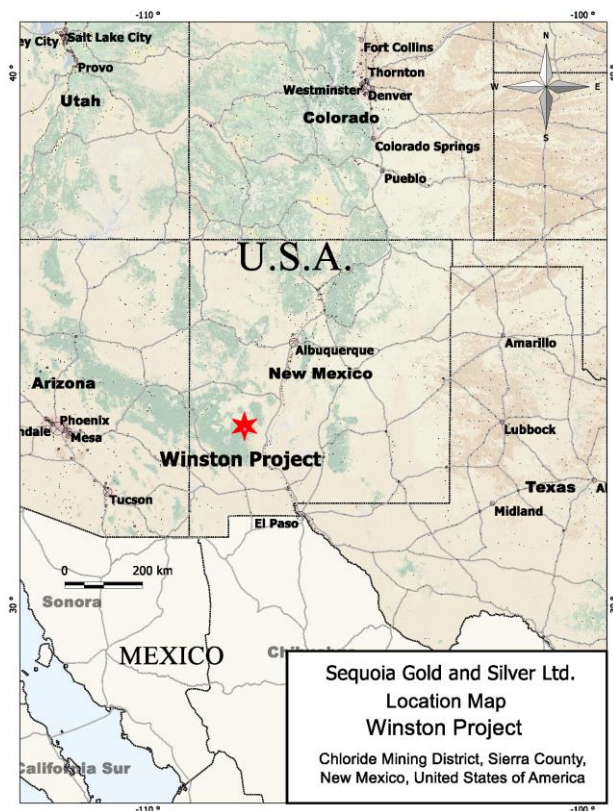 -110°
-100°
ey City
Salt Lake City
Fort Collins
N
40°
40°
Provo
Thornton
Westminster
Denver
W
E
Utah
Colorado
S
Colorado Springs
Pueblo
U.S.A.
Albuquerque
Amarillo
New Mexico
Arizona
Phoenix
ndale
Mesa
Lubbock
Winston Project
Texas
Al
Tucson
Midland
El Paso
0 200 km
30°
Sonora
MEXICO
Sequoia Gold and Silver Ltd.
Location Map
Winston Project
Chloride Mining District, Sierra County,
New Mexico, United States of America
California Sur
-110°
-100°